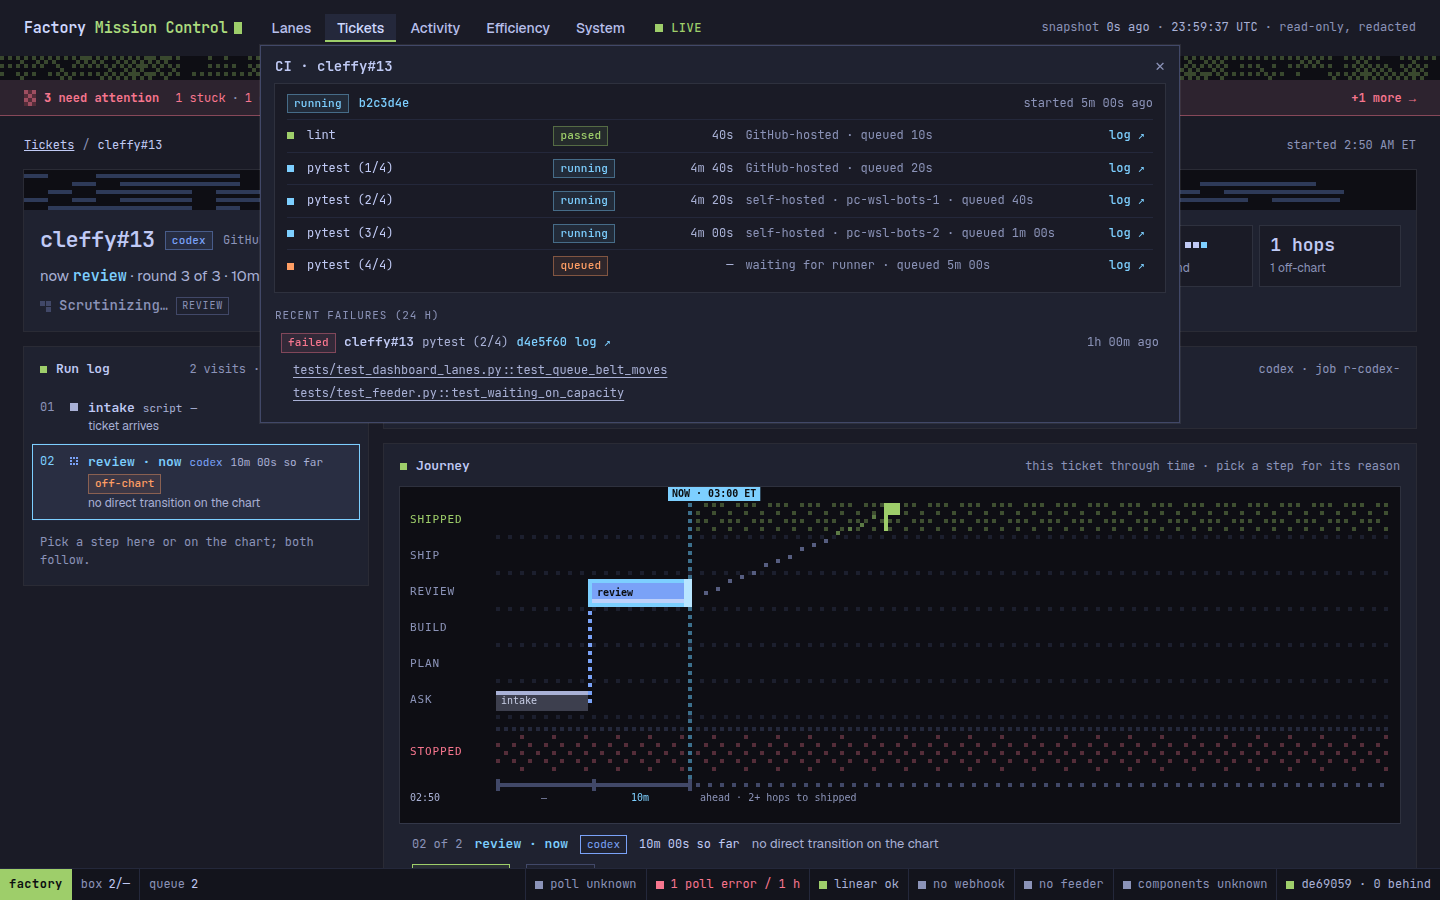 Factory Mission Control Lanes Tickets Activity Efficiency System LIVE snapshot 0s ago · 23:59:37 UTC · read-only, redacted
3 need attention 1 stuck · 1 +1 more →
Tickets / cleffy#13 started 2:50 AM ET
CI · cleffy#13 ×
running b2c3d4e started 5m 00s ago
lint passed 40s GitHub-hosted · queued 10s log ↗
pytest (1/4) running 4m 40s GitHub-hosted · queued 20s log ↗
pytest (2/4) running 4m 20s self-hosted · pc-wsl-bots-1 · queued 40s log ↗
pytest (3/4) running 4m 00s self-hosted · pc-wsl-bots-2 · queued 1m 00s log ↗
pytest (4/4) queued — waiting for runner · queued 5m 00s log ↗
RECENT FAILURES (24 H)
failed cleffy#13 pytest (2/4) d4e5f60 log ↗ 1h 00m ago
tests/test_dashboard_lanes.py::test_queue_belt_moves
tests/test_feeder.py::test_waiting_on_capacity
cleffy#13 codex
now review · round 3 of 3 · 10m
Scrutinizing… REVIEW
1 hops
1 off-chart
Run log 2 visits ·
01 intake script —
ticket arrives
02 review · now codex 10m 00s so far
off-chart
no direct transition on the chart
Pick a step here or on the chart; both
follow.
codex · job r-codex-
Journey this ticket through time · pick a step for its reason
NOW · 03:00 ET
SHIPPED
SHIP
REVIEW review
BUILD
PLAN
ASK intake
STOPPED
02:50 — 10m ahead · 2+ hops to shipped
02 of 2 review · now codex 10m 00s so far no direct transition on the chart
factory box 2/— queue 2 poll unknown 1 poll error / 1 h linear ok no webhook no feeder components unknown de69059 · 0 behind